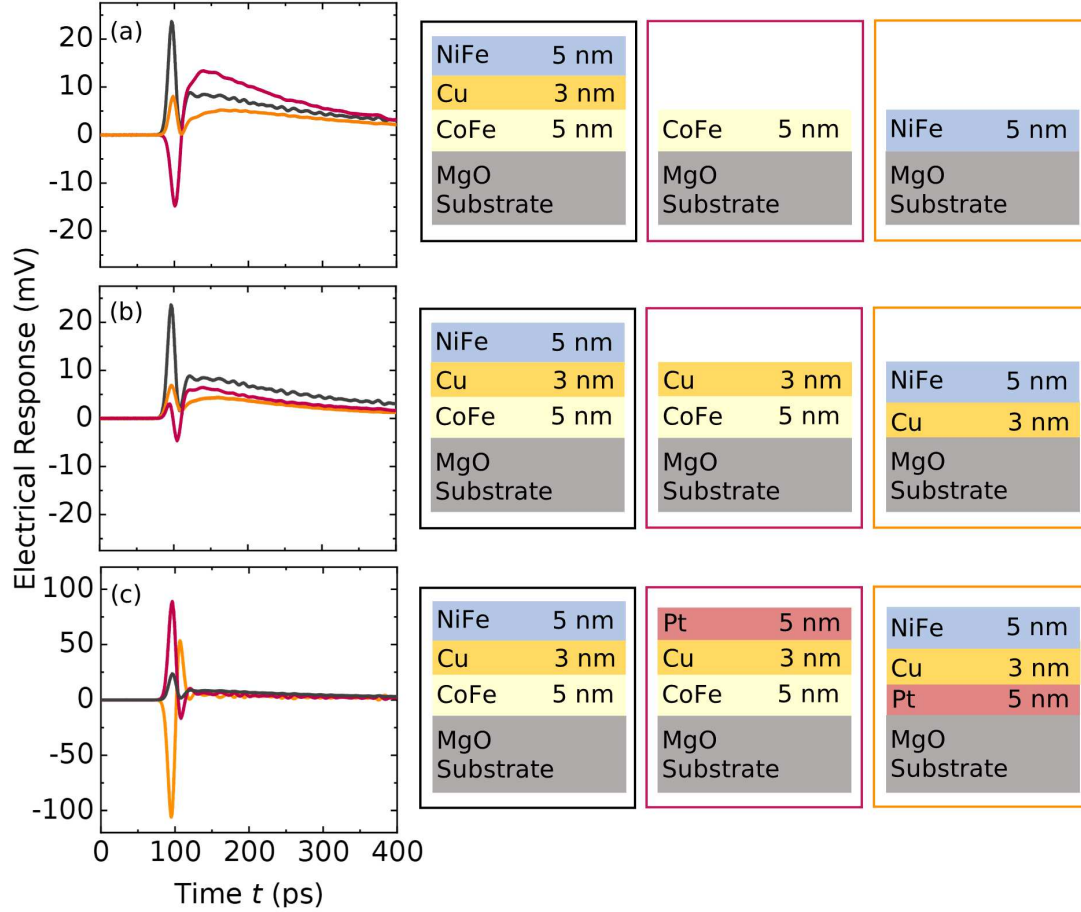 Electrical Response (mV)
(a)
20
10
0
-10
-20
NiFe 5 nm
Cu 3 nm
CoFe 5 nm
MgO
Substrate
CoFe 5 nm
MgO
Substrate
NiFe 5 nm
MgO
Substrate
(b)
20
10
0
-10
-20
NiFe 5 nm
Cu 3 nm
CoFe 5 nm
MgO
Substrate
Cu 3 nm
CoFe 5 nm
MgO
Substrate
NiFe 5 nm
Cu 3 nm
MgO
Substrate
(c)
100
50
0
-50
-100
0 100 200 300 400
Time t (ps)
NiFe 5 nm
Cu 3 nm
CoFe 5 nm
MgO
Substrate
Pt 5 nm
Cu 3 nm
CoFe 5 nm
MgO
Substrate
NiFe 5 nm
Cu 3 nm
Pt 5 nm
MgO
Substrate